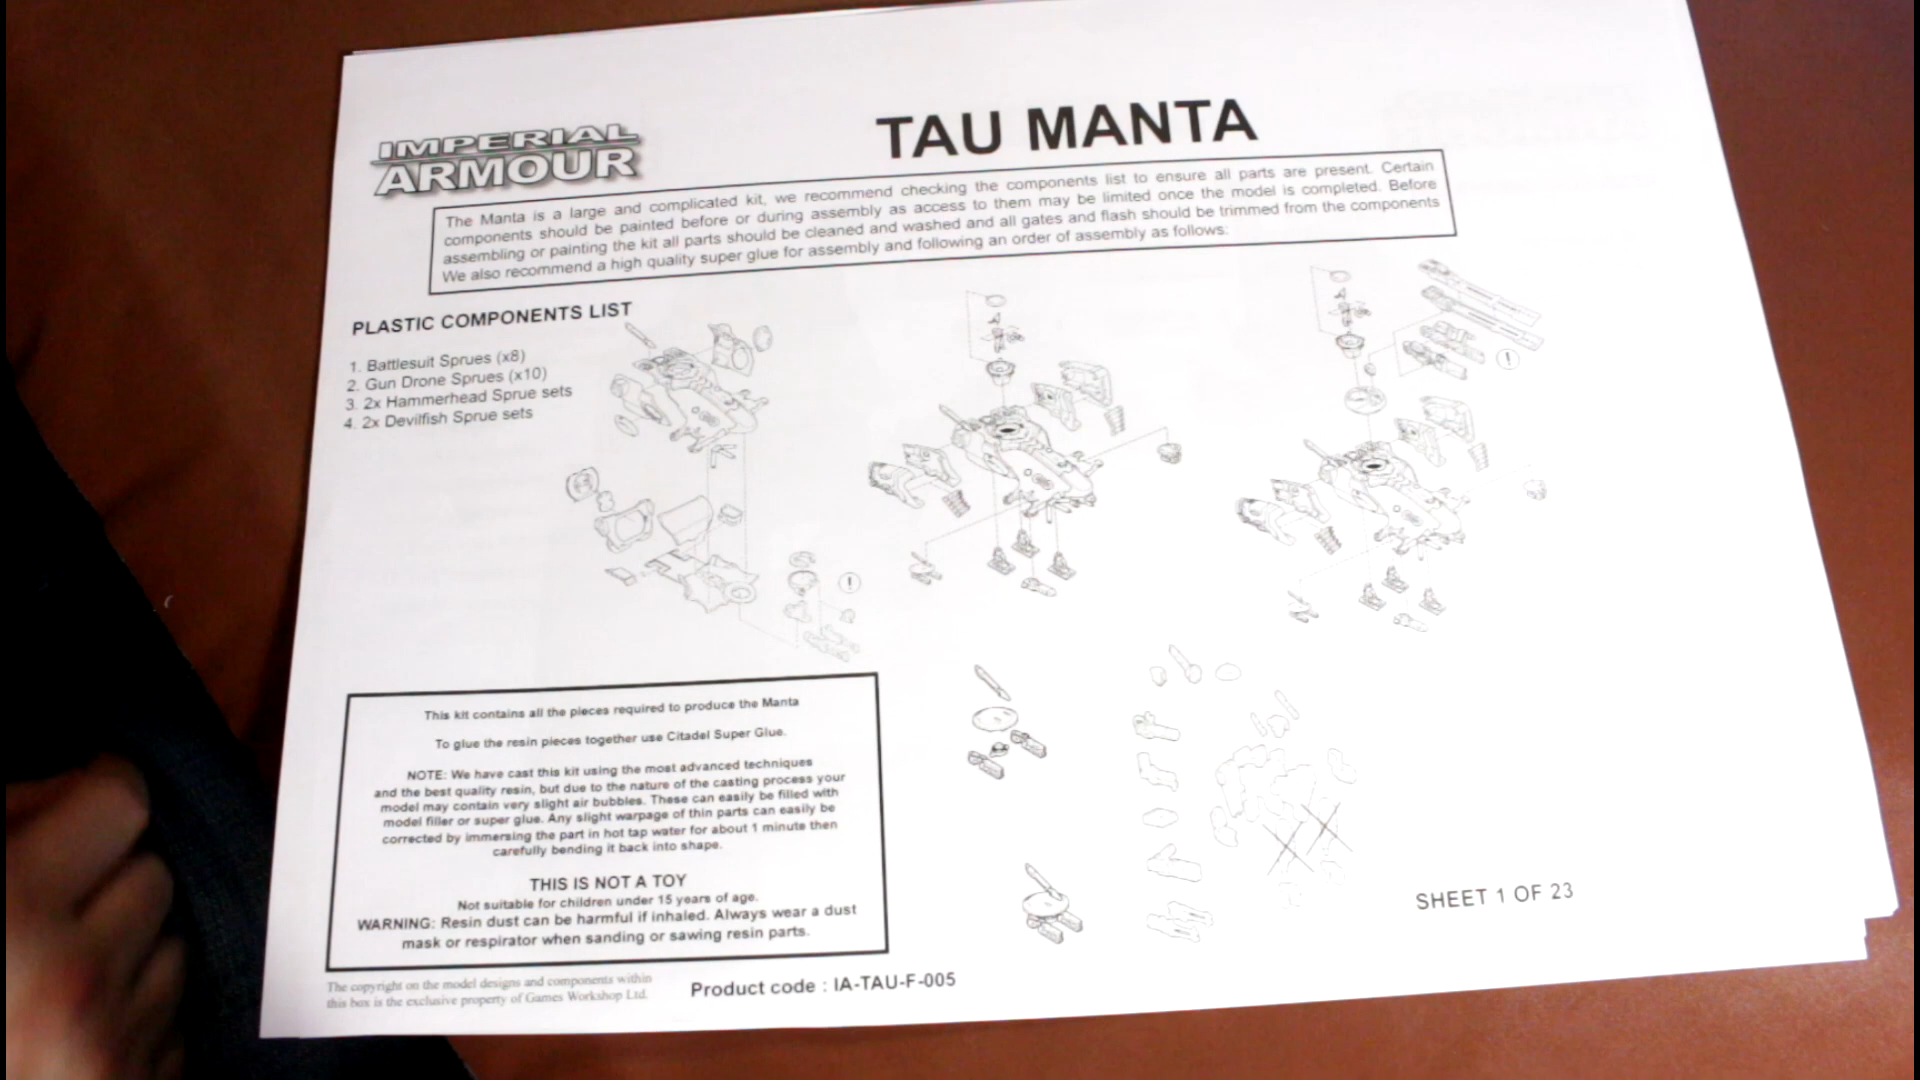 IMPERIAL
ARMOUR
TAU MANTA
The Manta is a large and complicated kit, we recommend checking the components list to ensure all parts are present. Certain
components should be painted before or during assembly as access to them may be limited once the model is completed. Before
assembling or painting the kit all parts should be cleaned and washed and all gates and flash should be trimmed from the components
We also recommend a high quality super glue for assembly and following an order of assembly as follows:
PLASTIC COMPONENTS LIST
1. Battlesuit Sprues (x8)
2. Gun Drone Sprues (x10)
3. 2x Hammerhead Sprue sets
4. 2x Devilfish Sprue sets
!
!
This kit contains all the pieces required to produce the Manta
To glue the resin pieces together use Citadel Super Glue.
NOTE: We have cast this kit using the most advanced techniques
and the best quality resin, but due to the nature of the casting process your
model may contain very slight air bubbles. These can easily be filled with
model filler or super glue. Any slight warpage of thin parts can easily be
corrected by immersing the part in hot tap water for about 1 minute then
carefully bending it back into shape.
THIS IS NOT A TOY
Not suitable for children under 15 years of age.
WARNING: Resin dust can be harmful if inhaled. Always wear a dust
mask or respirator when sanding or sawing resin parts.
SHEET 1 OF 23
The copyright on the model designs and components within
this box is the exclusive property of Games Workshop Ltd.
Product code : IA-TAU-F-005